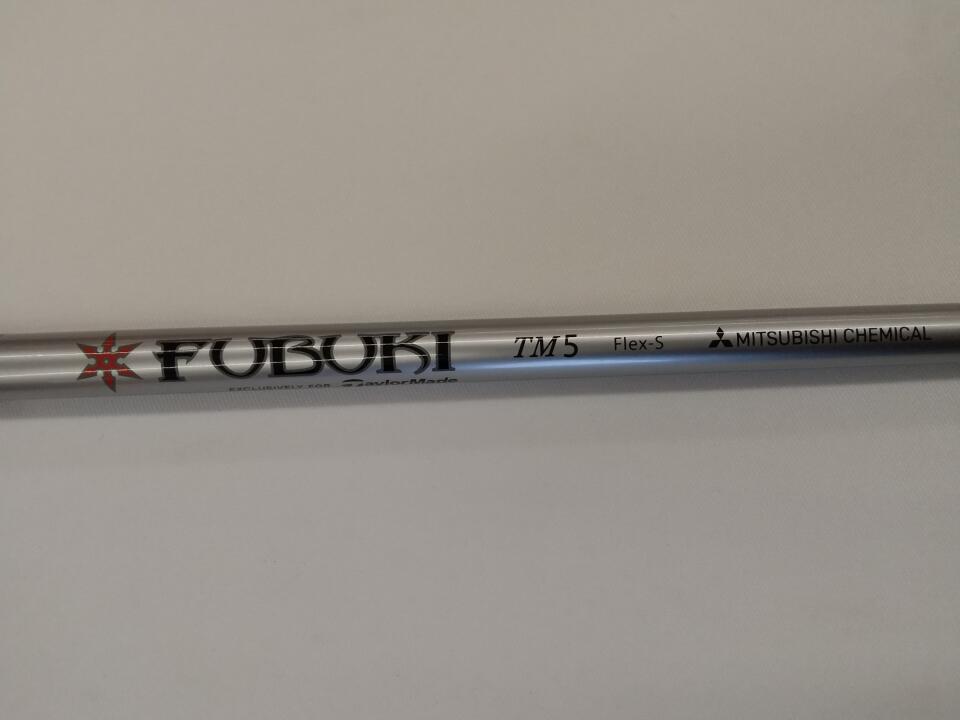 FUBUKI TM5 Flex-S MITSUBISHI CHEMICAL
EXCLUSIVELY FOR TaylorMade